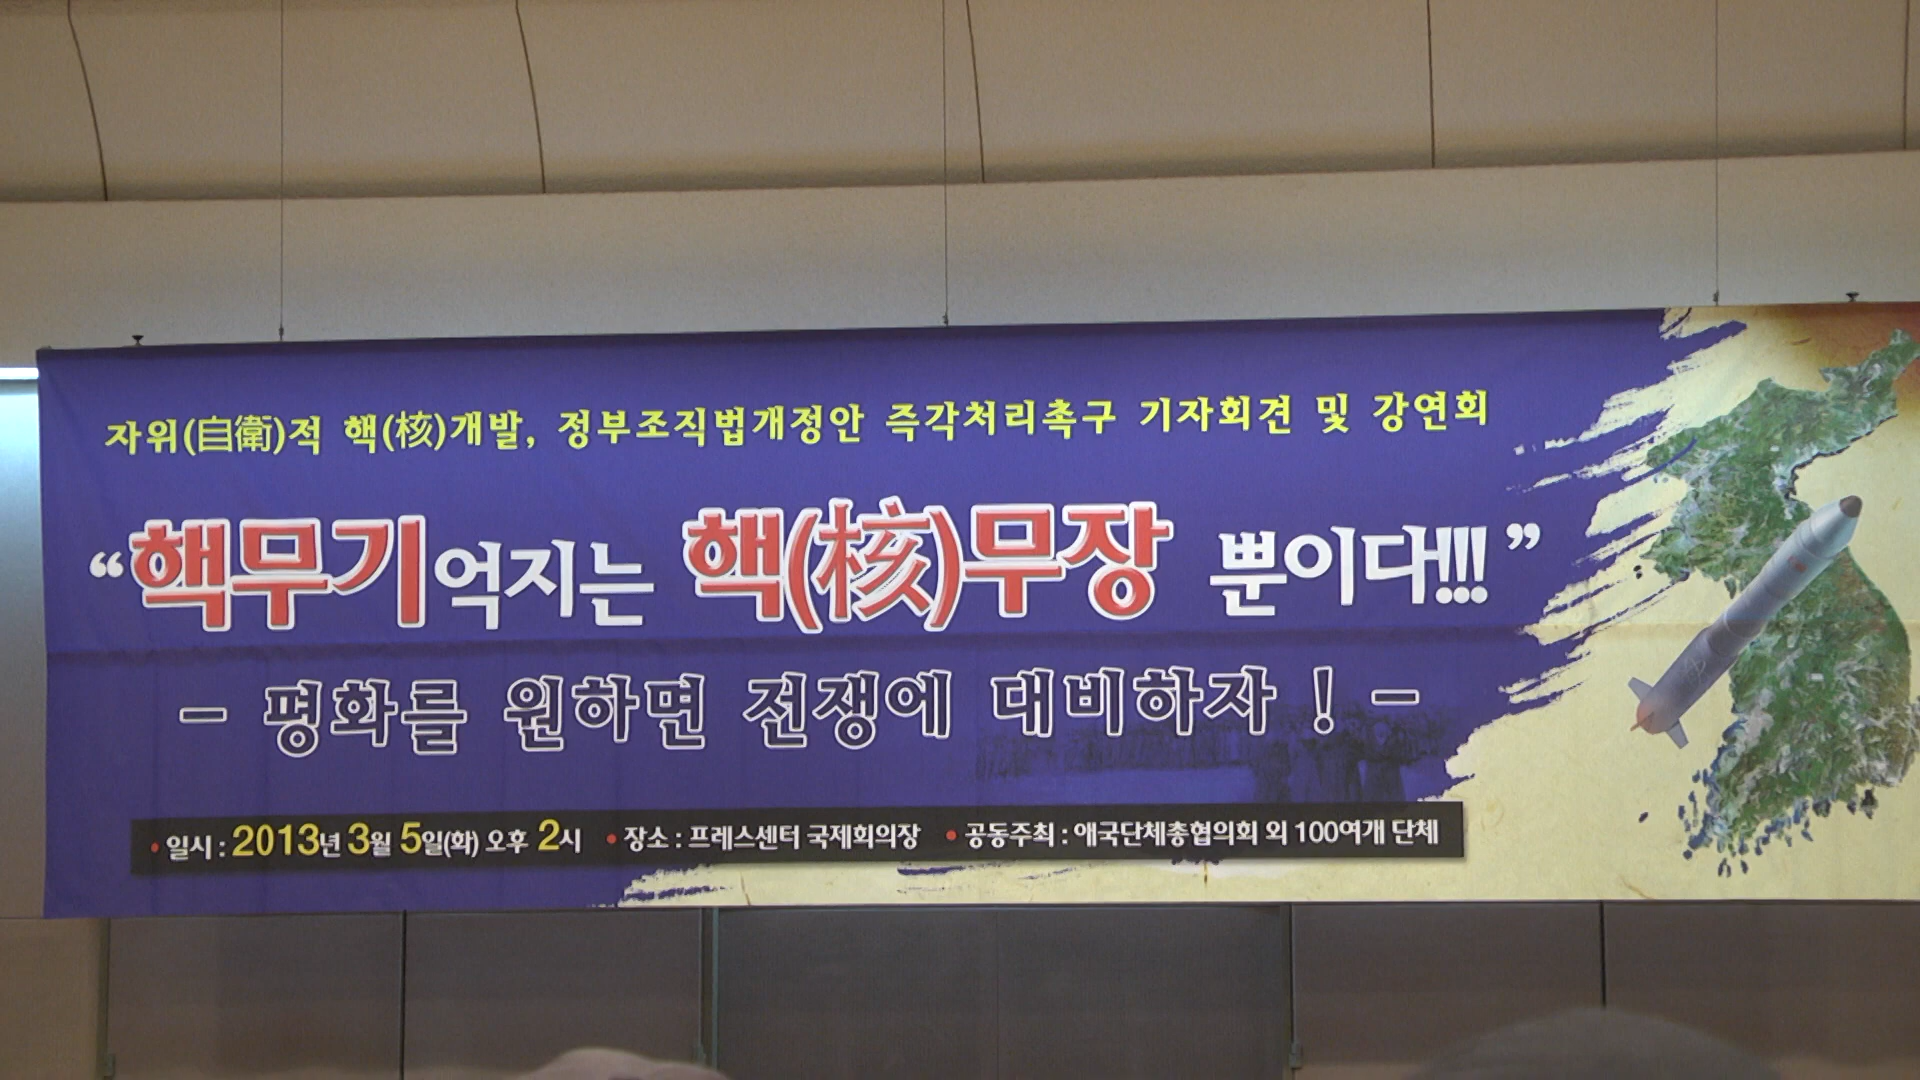 자위(自衛)적 핵(核)개발, 정부조직법개정안 즉각처리촉구 기자회견 및 강연회
“핵무기억지는 핵(核)무장 뿐이다!!!”
- 평화를 원하면 전쟁에 대비하자 ! -
• 일시 : 2013년 3월 5일(화) 오후 2시 • 장소 : 프레스센터 국제회의장 • 공동주최 : 애국단체총협의회 외 100여개 단체